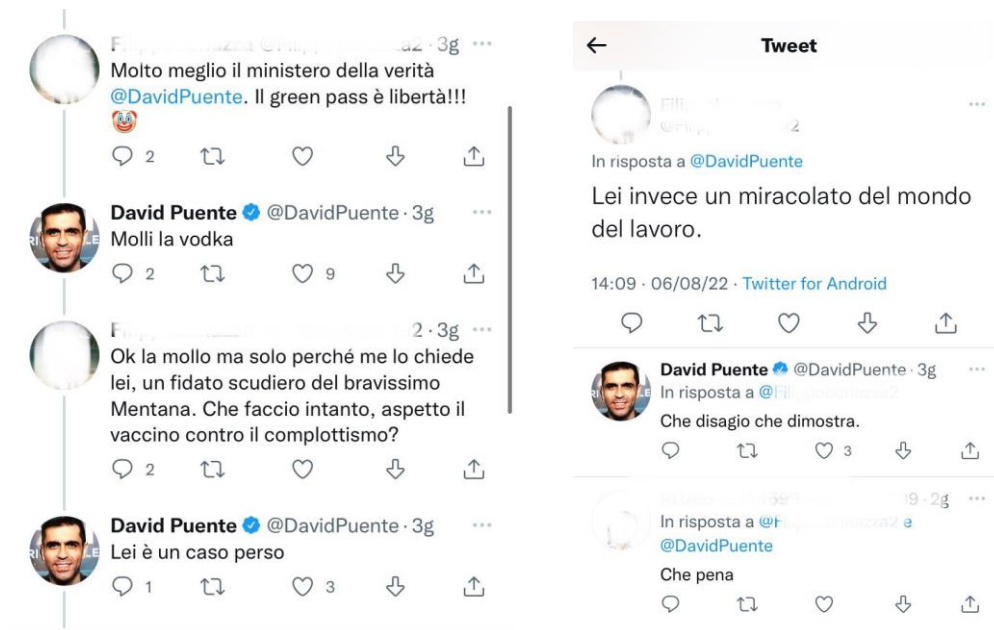 3g
Molto meglio il ministero della verità
@DavidPuente. Il green pass è libertà!!!
🤡
2
David Puente @DavidPuente · 3g
Molli la vodka
2 9
2 · 3g
Ok la mollo ma solo perché me lo chiede
lei, un fidato scudiero del bravissimo
Mentana. Che faccio intanto, aspetto il
vaccino contro il complottismo?
2
David Puente @DavidPuente · 3g
Lei è un caso perso
1 3
Tweet
In risposta a @DavidPuente
Lei invece un miracolato del mondo
del lavoro.
14:09 · 06/08/22 · Twitter for Android
David Puente @DavidPuente · 3g
In risposta a
Che disagio che dimostra.
3
2g
In risposta a e
@DavidPuente
Che pena